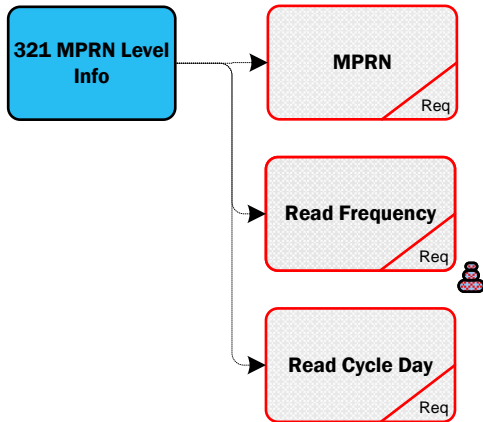 321 MPRN Level
Info
MPRN
Req
Read Frequency
Req
Read Cycle Day
Req